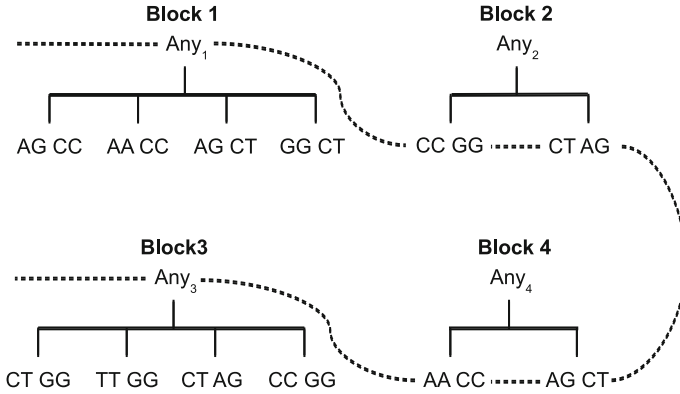 Block 1 Block 2
Any1 Any2
AG CC AA CC AG CT GG CT CC GG CT AG
Block3 Block 4
Any3 Any4
CT GG TT GG CT AG CC GG AA CC AG CT